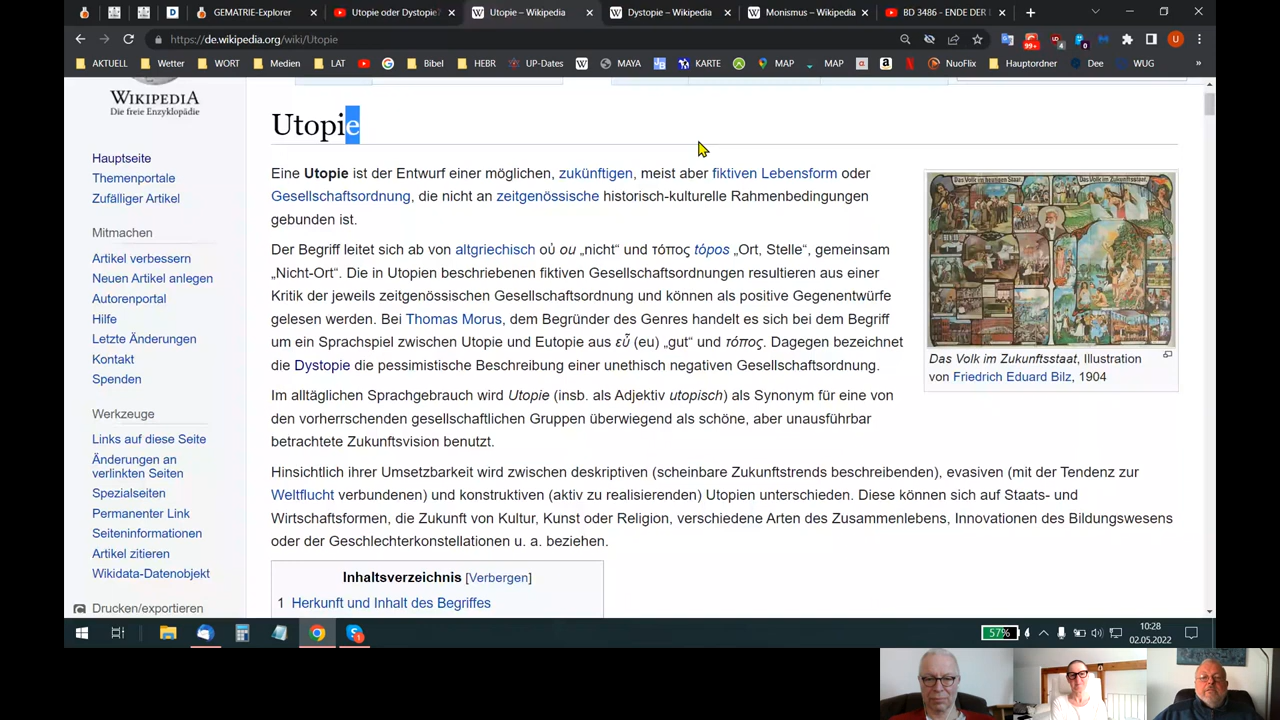 GEMATRIE-Explorer
Utopie oder Dystopie?
Utopie – Wikipedia
Dystopie – Wikipedia
Monismus – Wikipedia
BD 3486 - ENDE DER
https://de.wikipedia.org/wiki/Utopie
99+
4
0
U
AKTUELL
Wetter
WORT
Medien
LAT
Bibel
HEBR
UP-Dates
MAYA
KARTE
MAP
MAP
NuoFlix
Hauptordner
Dee
WUG
WIKIPEDIA
Die freie Enzyklopädie
Hauptseite
Themenportale
Zufälliger Artikel
Mitmachen
Artikel verbessern
Neuen Artikel anlegen
Autorenportal
Hilfe
Letzte Änderungen
Kontakt
Spenden
Werkzeuge
Links auf diese Seite
Änderungen an
verlinkten Seiten
Spezialseiten
Permanenter Link
Seiteninformationen
Artikel zitieren
Wikidata-Datenobjekt
Drucken/exportieren
Utopie
Eine Utopie ist der Entwurf einer möglichen, zukünftigen, meist aber fiktiven Lebensform oder
Gesellschaftsordnung, die nicht an zeitgenössische historisch-kulturelle Rahmenbedingungen
gebunden ist.
Der Begriff leitet sich ab von altgriechisch οὐ ou „nicht“ und τόπος tópos „Ort, Stelle“, gemeinsam
„Nicht-Ort“. Die in Utopien beschriebenen fiktiven Gesellschaftsordnungen resultieren aus einer
Kritik der jeweils zeitgenössischen Gesellschaftsordnung und können als positive Gegenentwürfe
gelesen werden. Bei Thomas Morus, dem Begründer des Genres handelt es sich bei dem Begriff
um ein Sprachspiel zwischen Utopie und Eutopie aus εὖ (eu) „gut“ und τόπος. Dagegen bezeichnet
die Dystopie die pessimistische Beschreibung einer unethisch negativen Gesellschaftsordnung.
Im alltäglichen Sprachgebrauch wird Utopie (insb. als Adjektiv utopisch) als Synonym für eine von
den vorherrschenden gesellschaftlichen Gruppen überwiegend als schöne, aber unausführbar
betrachtete Zukunftsvision benutzt.
Hinsichtlich ihrer Umsetzbarkeit wird zwischen deskriptiven (scheinbare Zukunftstrends beschreibenden), evasiven (mit der Tendenz zur
Weltflucht verbundenen) und konstruktiven (aktiv zu realisierenden) Utopien unterschieden. Diese können sich auf Staats- und
Wirtschaftsformen, die Zukunft von Kultur, Kunst oder Religion, verschiedene Arten des Zusammenlebens, Innovationen des Bildungswesens
oder der Geschlechterkonstellationen u. a. beziehen.
Inhaltsverzeichnis [Verbergen]
1 Herkunft und Inhalt des Begriffes
Das Volk im heutigen Staat.
Das Volk im Zukunftsstaat.
Das Volk im Zukunftsstaat, Illustration
von Friedrich Eduard Bilz, 1904
57%
10:28
02.05.2022